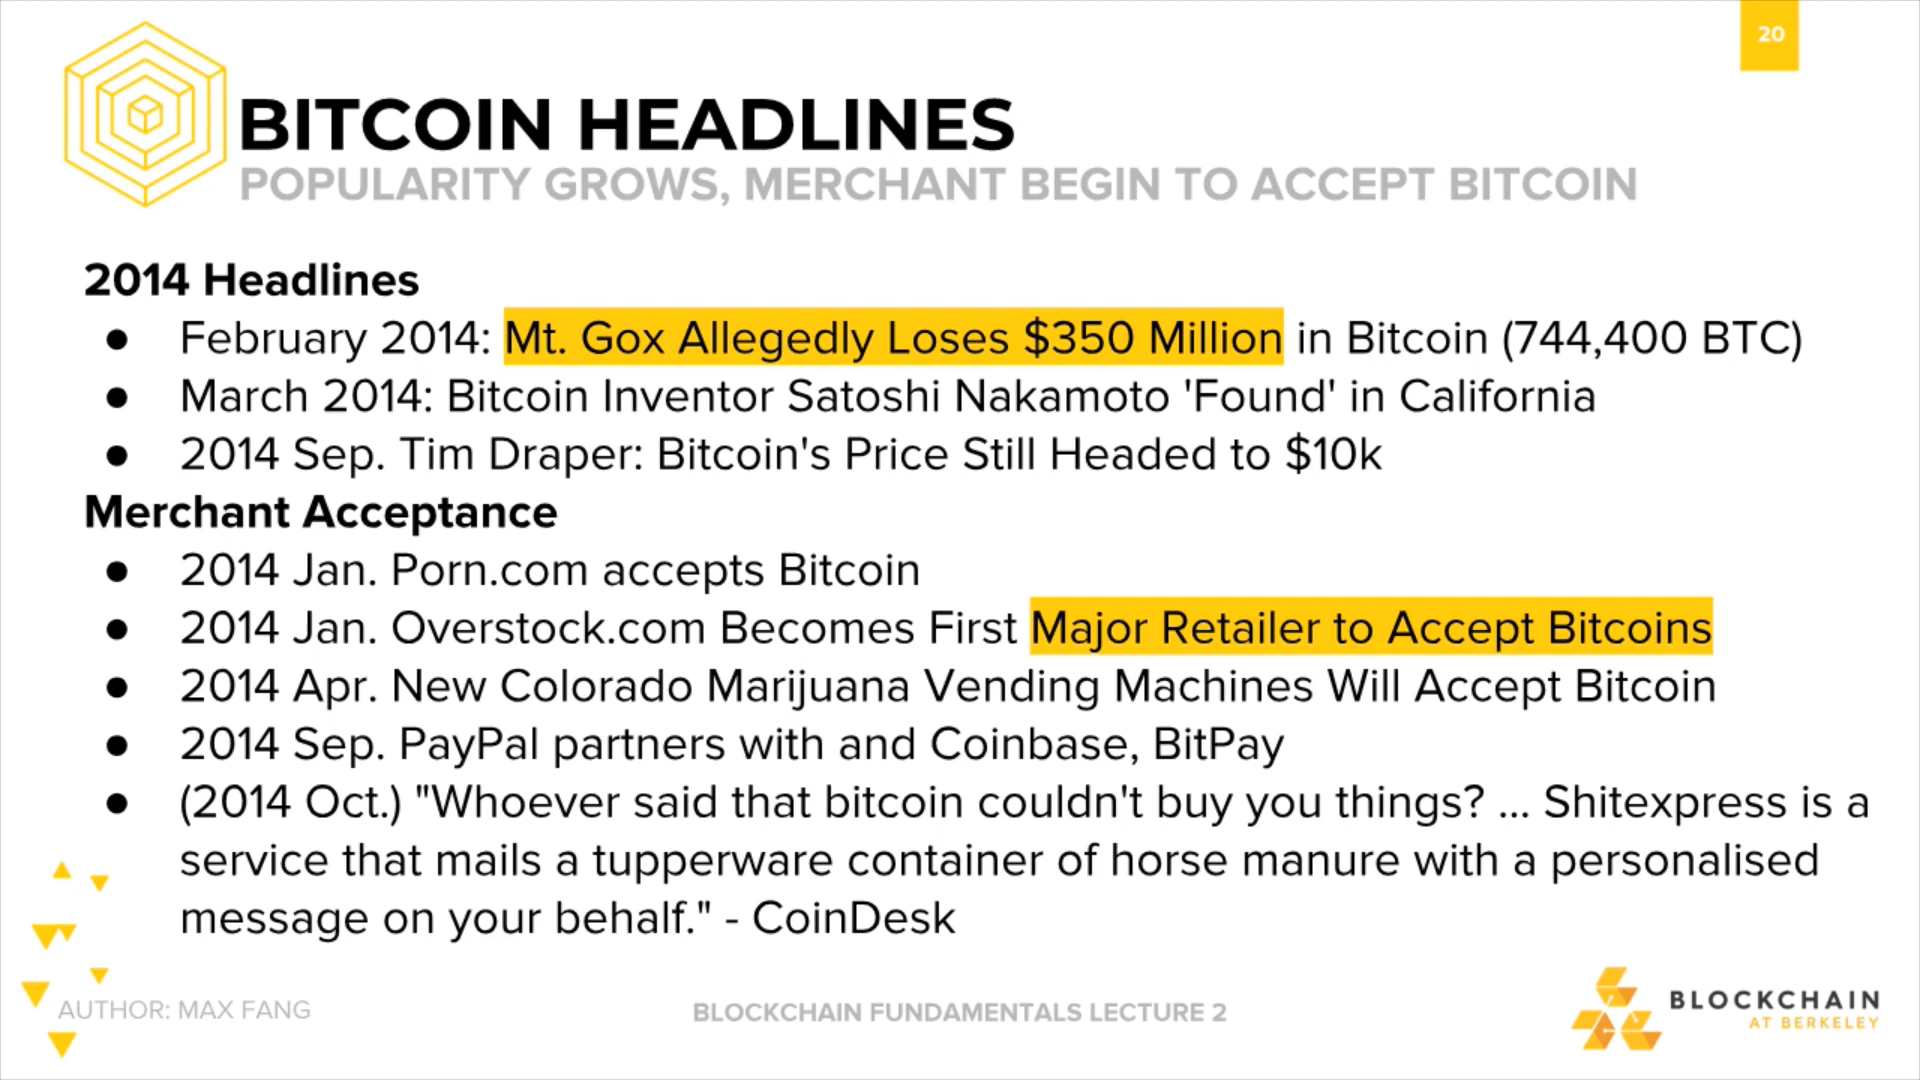 20
BITCOIN HEADLINES
POPULARITY GROWS, MERCHANT BEGIN TO ACCEPT BITCOIN
2014 Headlines
● February 2014: Mt. Gox Allegedly Loses $350 Million in Bitcoin (744,400 BTC)
● March 2014: Bitcoin Inventor Satoshi Nakamoto 'Found' in California
● 2014 Sep. Tim Draper: Bitcoin's Price Still Headed to $10k
Merchant Acceptance
● 2014 Jan. Porn.com accepts Bitcoin
● 2014 Jan. Overstock.com Becomes First Major Retailer to Accept Bitcoins
● 2014 Apr. New Colorado Marijuana Vending Machines Will Accept Bitcoin
● 2014 Sep. PayPal partners with and Coinbase, BitPay
● (2014 Oct.) "Whoever said that bitcoin couldn't buy you things? ... Shitexpress is a
service that mails a tupperware container of horse manure with a personalised
message on your behalf." - CoinDesk
AUTHOR: MAX FANG
BLOCKCHAIN FUNDAMENTALS LECTURE 2
BLOCKCHAIN
AT BERKELEY